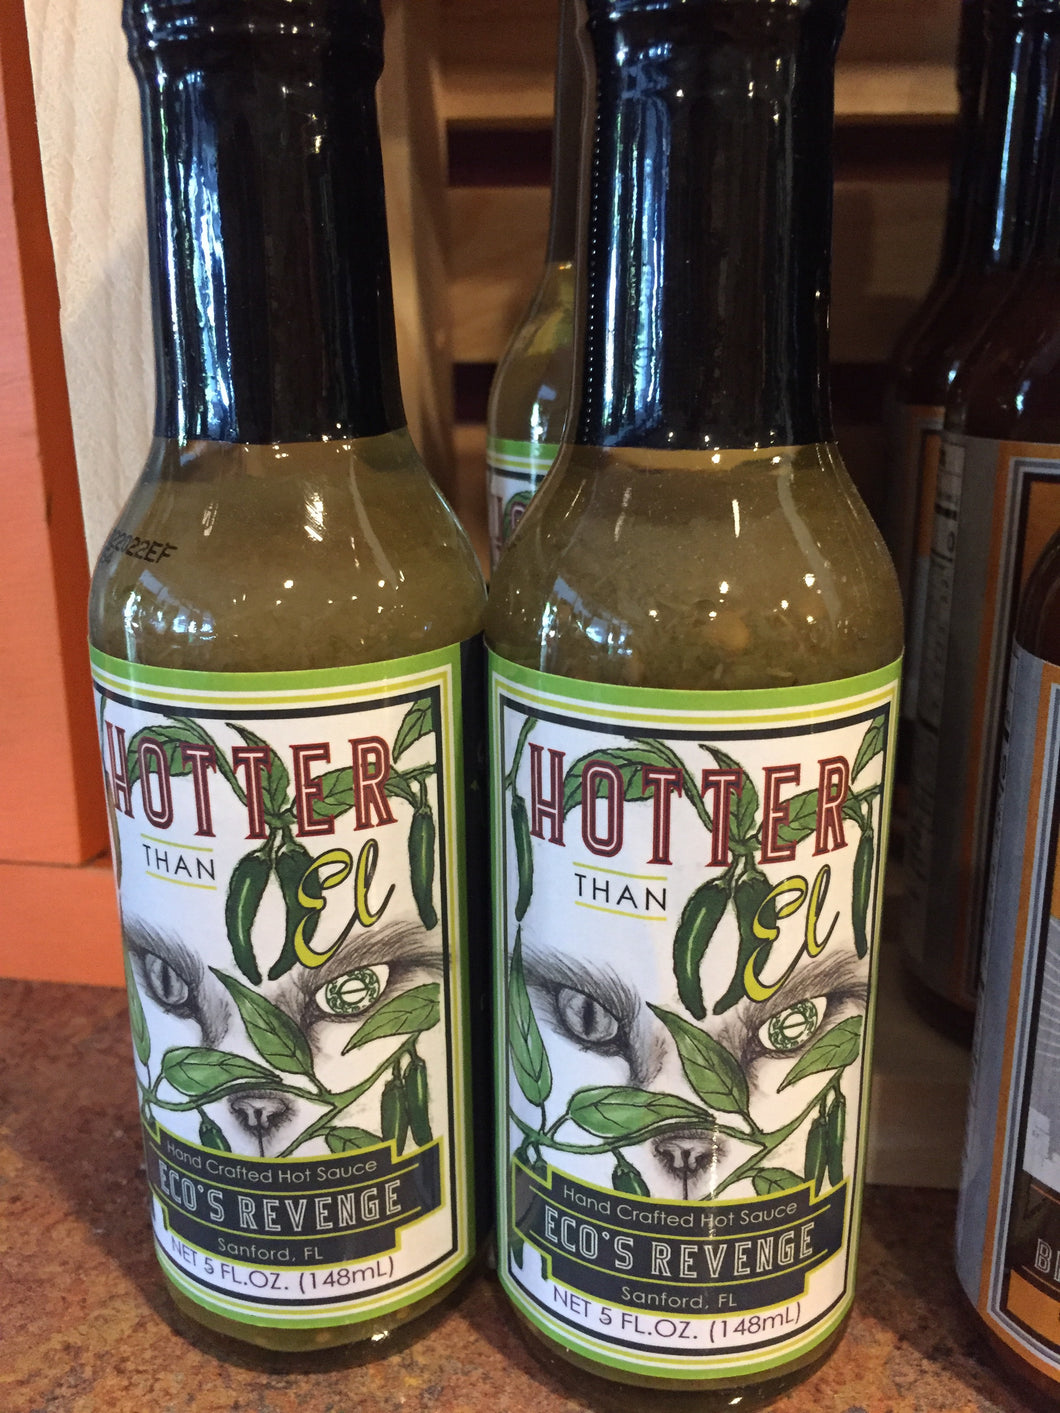 22022EF
HOTTER
THAN
El
Hand Crafted Hot Sauce
ECO'S REVENGE
Sanford, FL
NET 5 FL.OZ. (148mL)
HOTTER
THAN
El
Hand Crafted Hot Sauce
ECO'S REVENGE
Sanford, FL
NET 5 FL.OZ. (148mL)